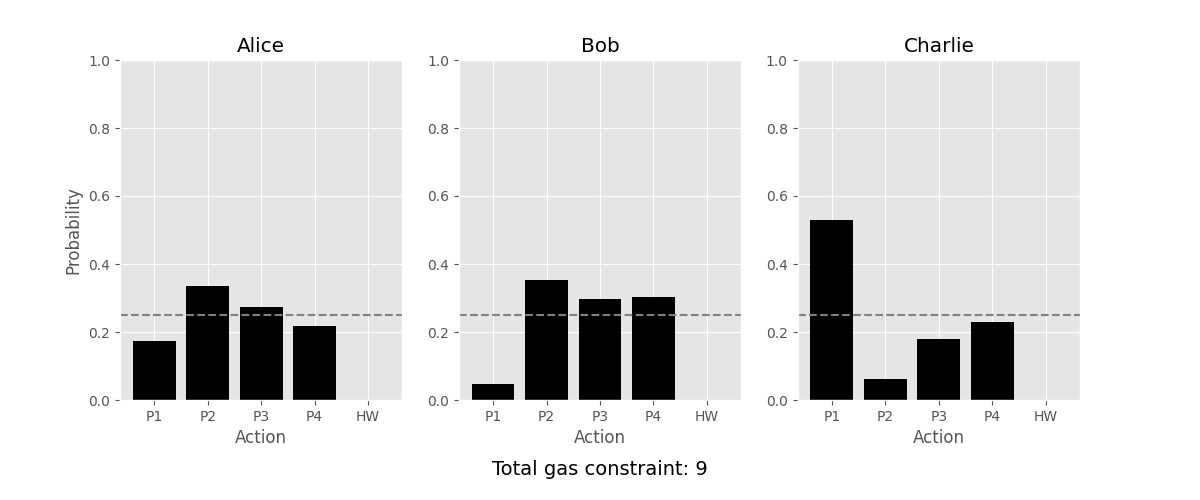 Alice
Bob
Charlie
Probability
1.0
0.8
0.6
0.4
0.2
0.0
P1 P2 P3 P4 HW
Action
1.0
0.8
0.6
0.4
0.2
0.0
P1 P2 P3 P4 HW
Action
1.0
0.8
0.6
0.4
0.2
0.0
P1 P2 P3 P4 HW
Action
Total gas constraint: 9